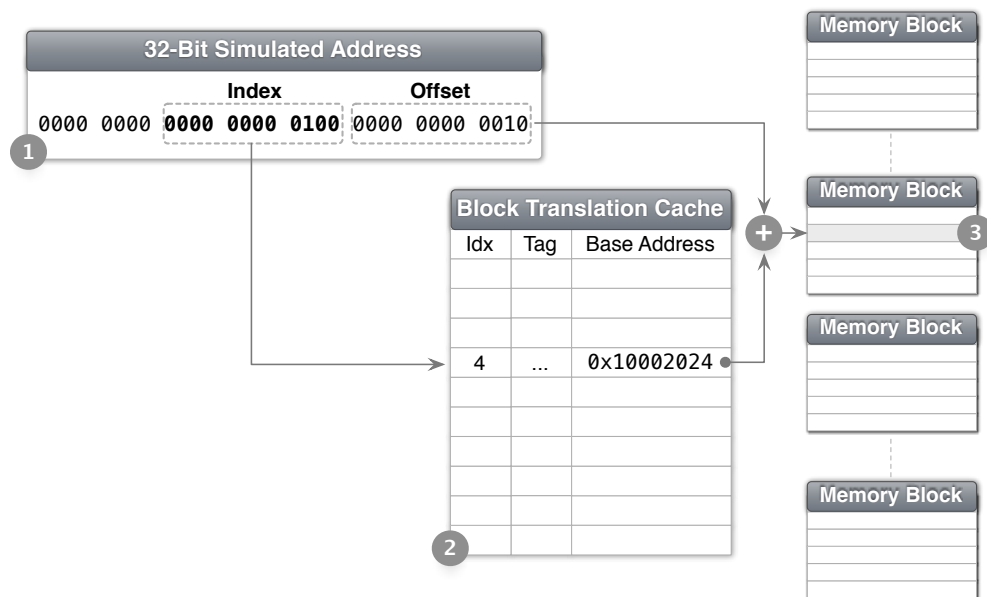 32-Bit Simulated Address
Index Offset
0000 0000 0000 0000 0100 0000 0000 0010
1
Block Translation Cache
Idx Tag Base Address
4 ... 0x10002024
2
+
Memory Block
Memory Block
3
Memory Block
Memory Block